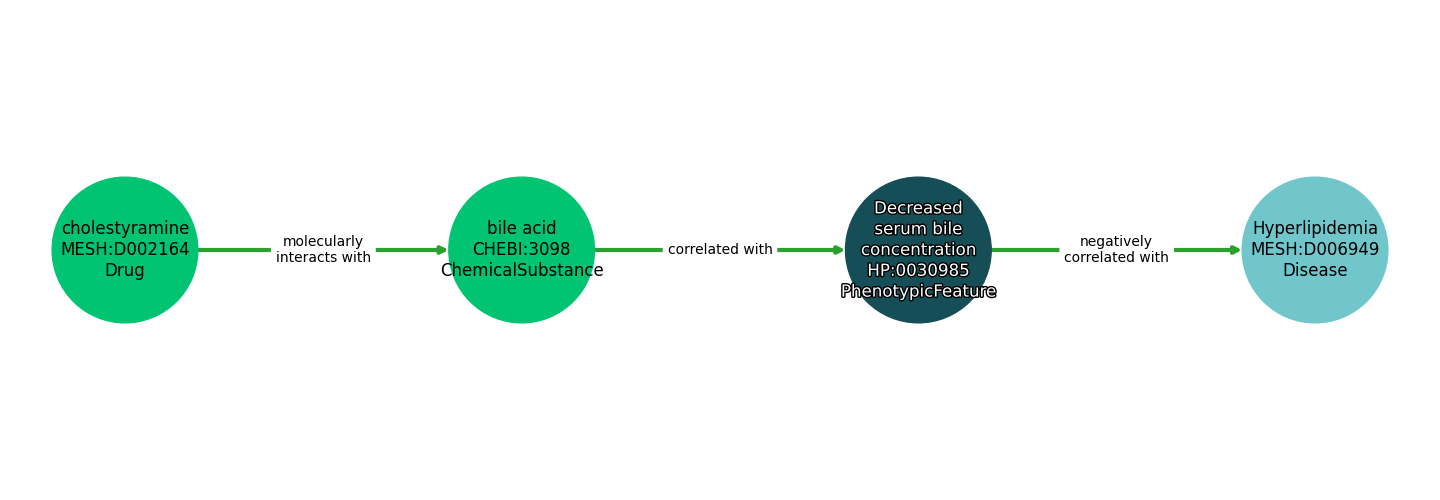 cholestyramine
MESH:D002164
Drug
molecularly
interacts with
bile acid
CHEBI:3098
ChemicalSubstance
correlated with
Decreased
serum bile
concentration
HP:0030985
PhenotypicFeature
negatively
correlated with
Hyperlipidemia
MESH:D006949
Disease